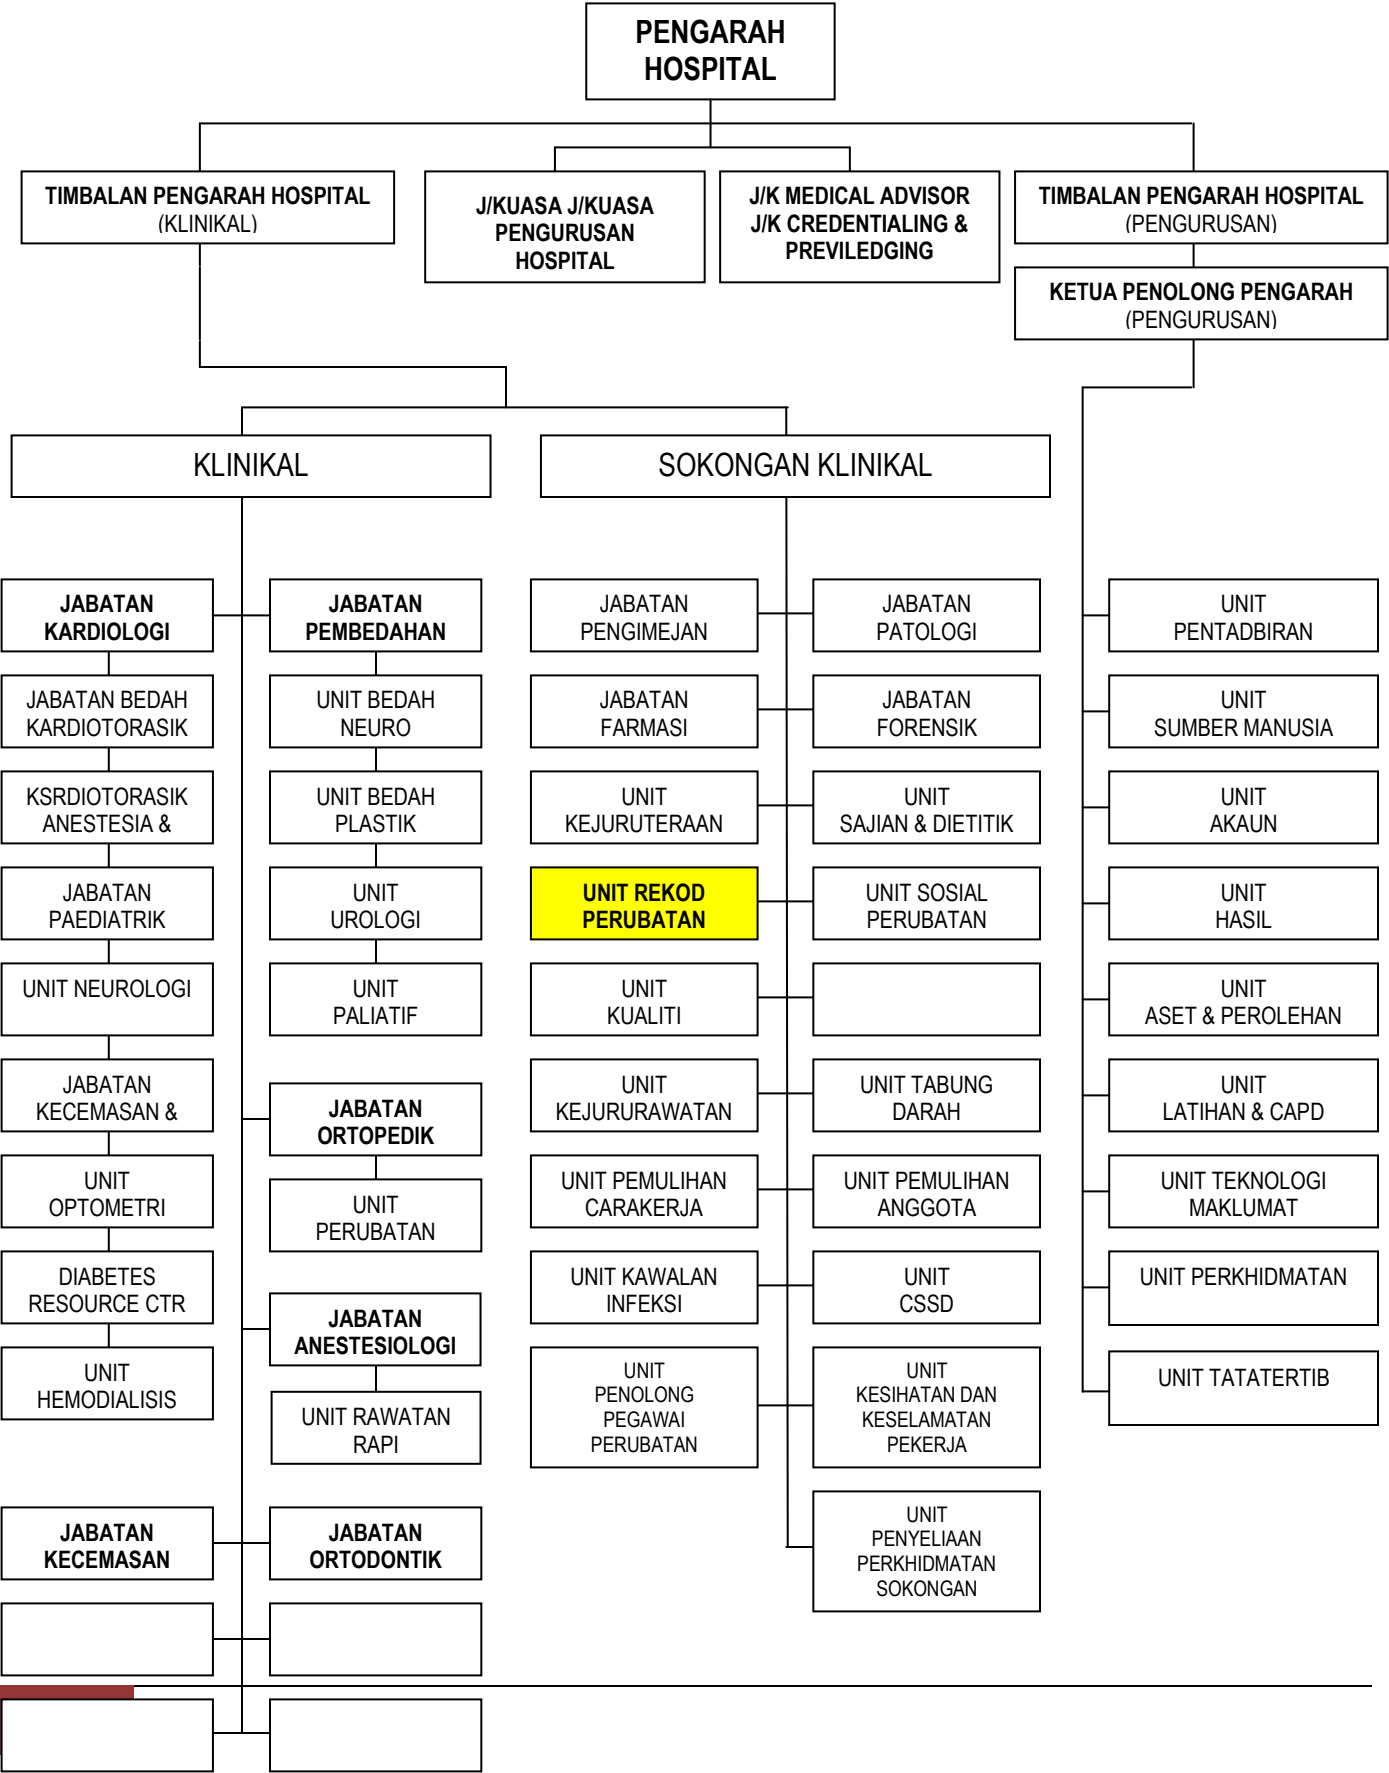 PENGARAH
HOSPITAL
TIMBALAN PENGARAH HOSPITAL
(KLINIKAL)
J/KUASA J/KUASA
PENGURUSAN
HOSPITAL
J/K MEDICAL ADVISOR
J/K CREDENTIALING &
PREVILEDGING
TIMBALAN PENGARAH HOSPITAL
(PENGURUSAN)
KETUA PENOLONG PENGARAH
(PENGURUSAN)
KLINIKAL
SOKONGAN KLINIKAL
JABATAN
KARDIOLOGI
JABATAN BEDAH
KARDIOTORASIK
KSRDIOTORASIK
ANESTESIA &
JABATAN
PAEDIATRIK
UNIT NEUROLOGI
JABATAN
KECEMASAN &
UNIT
OPTOMETRI
DIABETES
RESOURCE CTR
UNIT
HEMODIALISIS
JABATAN
KECEMASAN
JABATAN
PEMBEDAHAN
UNIT BEDAH
NEURO
UNIT BEDAH
PLASTIK
UNIT
UROLOGI
UNIT
PALIATIF
JABATAN
ORTOPEDIK
UNIT
PERUBATAN
JABATAN
ANESTESIOLOGI
UNIT RAWATAN
RAPI
JABATAN
ORTODONTIK
JABATAN
PENGIMEJAN
JABATAN
FARMASI
UNIT
KEJURUTERAAN
UNIT REKOD
PERUBATAN
UNIT
KUALITI
UNIT
KEJURURAWATAN
UNIT PEMULIHAN
CARAKERJA
UNIT KAWALAN
INFEKSI
UNIT
PENOLONG
PEGAWAI
PERUBATAN
JABATAN
PATOLOGI
JABATAN
FORENSIK
UNIT
SAJIAN & DIETITIK
UNIT SOSIAL
PERUBATAN
UNIT TABUNG
DARAH
UNIT PEMULIHAN
ANGGOTA
UNIT
CSSD
UNIT
KESIHATAN DAN
KESELAMATAN
PEKERJA
UNIT
PENYELIAAN
PERKHIDMATAN
SOKONGAN
UNIT
PENTADBIRAN
UNIT
SUMBER MANUSIA
UNIT
AKAUN
UNIT
HASIL
UNIT
ASET & PEROLEHAN
UNIT
LATIHAN & CAPD
UNIT TEKNOLOGI
MAKLUMAT
UNIT PERKHIDMATAN
UNIT TATATERTIB